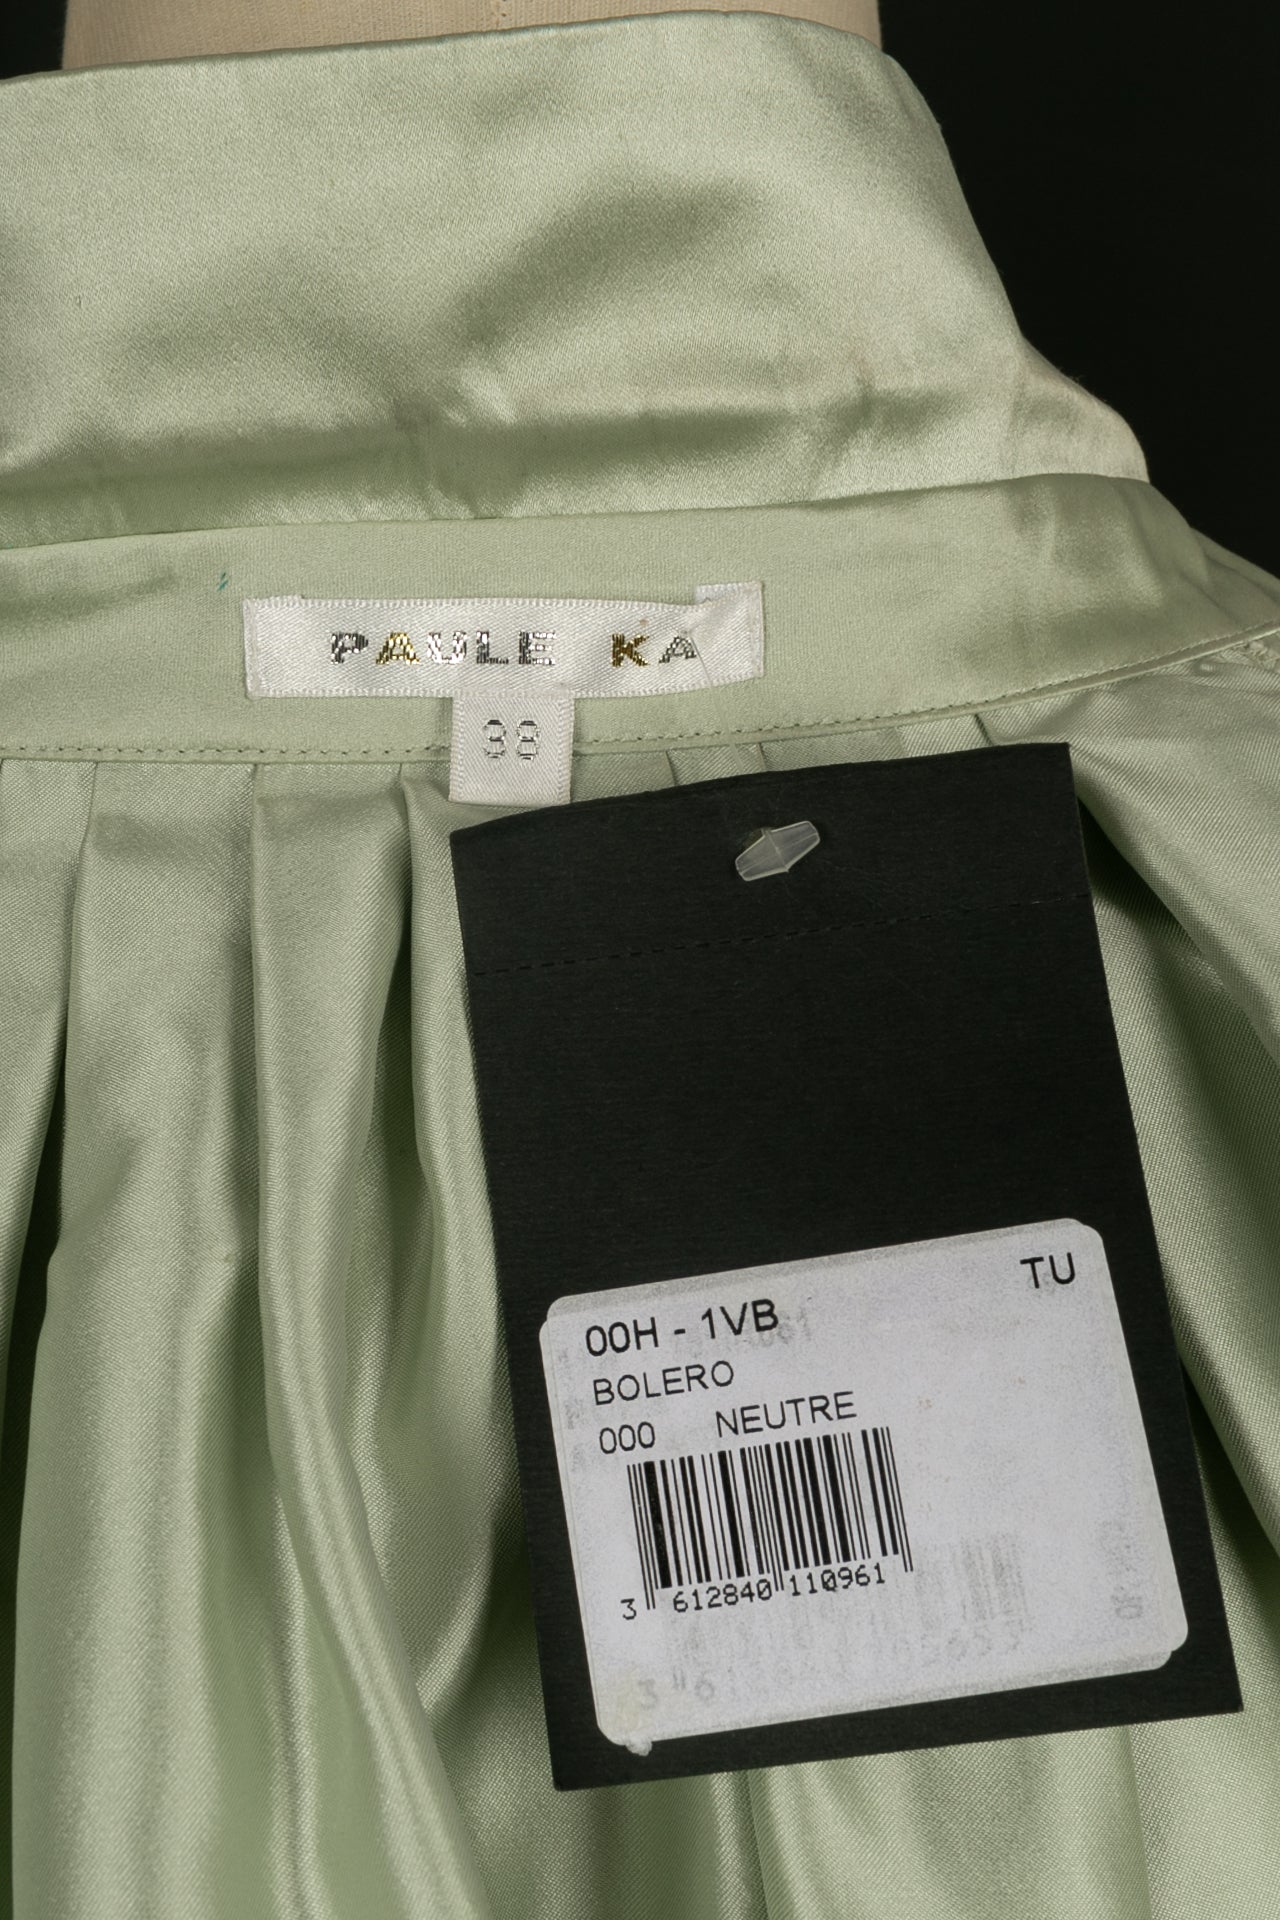 PAULE KA
38
TU
00H - 1VB
BOLERO
000 NEUTRE
3 612840 110961